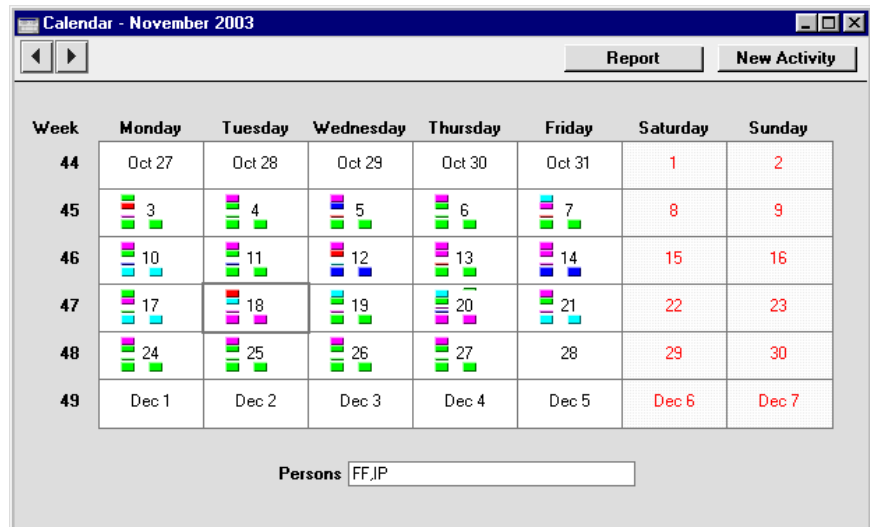 Calendar - November 2003
Report New Activity
Week Monday Tuesday Wednesday Thursday Friday Saturday Sunday
44 Oct 27 Oct 28 Oct 29 Oct 30 Oct 31 1 2
45 3 4 5 6 7 8 9
46 10 11 12 13 14 15 16
47 17 18 19 20 21 22 23
48 24 25 26 27 28 29 30
49 Dec 1 Dec 2 Dec 3 Dec 4 Dec 5 Dec 6 Dec 7
Persons FF,IP